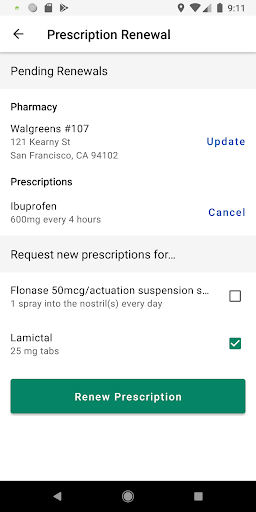 9:11
Prescription Renewal
Pending Renewals
Pharmacy
Walgreens #107
121 Kearny St
San Francisco, CA 94102
Update
Prescriptions
Ibuprofen
600mg every 4 hours
Cancel
Request new prescriptions for...
Flonase 50mcg/actuation suspension s...
1 spray into the nostril(s) every day
Lamictal
25 mg tabs
Renew Prescription